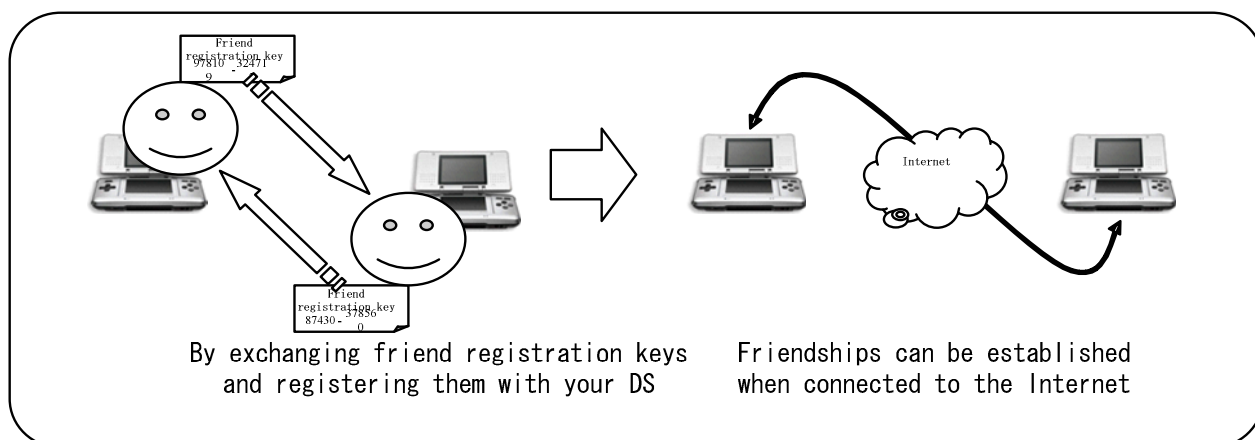 Friend
registration key
97810 - 32471
9
Internet
Friend
registration key
87430 - 37856
0
By exchanging friend registration keys
and registering them with your DS
Friendships can be established
when connected to the Internet